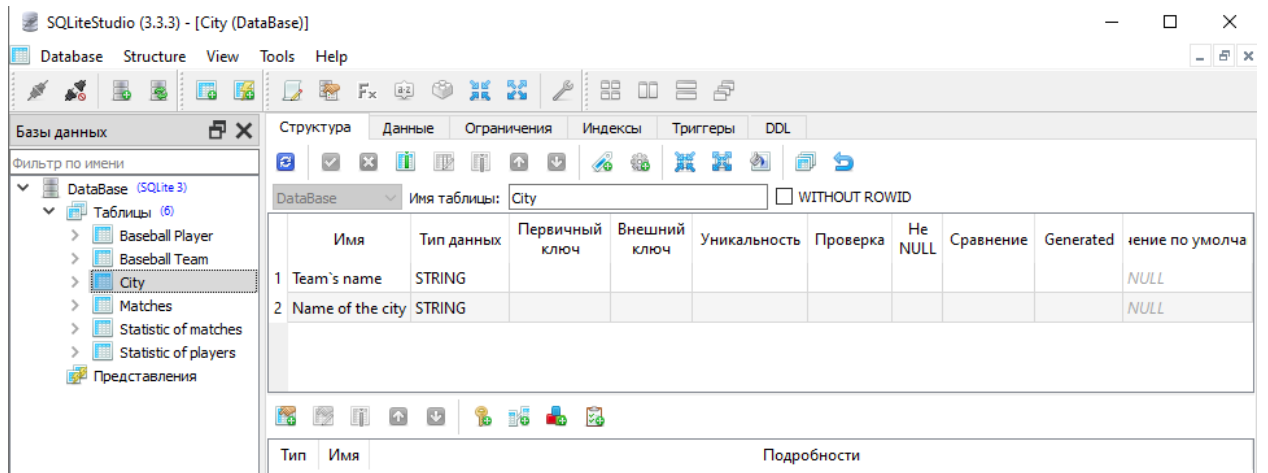 SQLiteStudio (3.3.3) - [City (DataBase)]
Database Structure View Tools Help
Базы данных
Структура Данные Ограничения Индексы Триггеры DDL
Фильтр по имени
DataBase (SQLite 3)
Таблицы (6)
Baseball Player
Baseball Team
City
Matches
Statistic of matches
Statistic of players
Представления
DataBase Имя таблицы: City WITHOUT ROWID
Имя Тип данных Первичный ключ Внешний ключ Уникальность Проверка Не NULL Сравнение Generated чение по умолча
1 Team`s name STRING NULL
2 Name of the city STRING NULL
Тип Имя Подробности